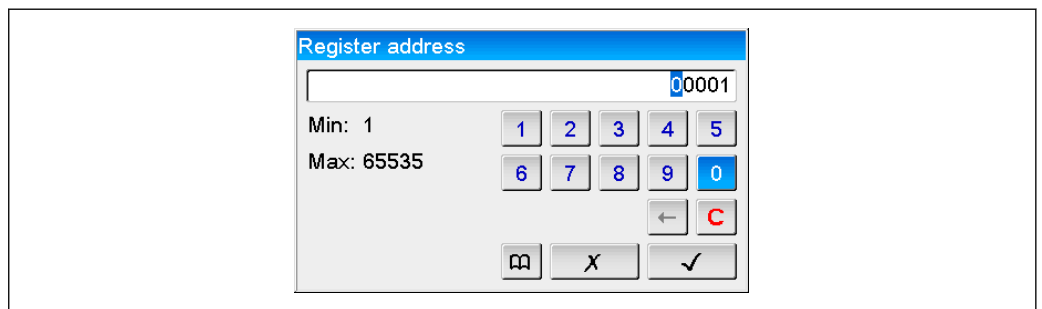 Register address
00001
Min: 1
1 2 3 4 5
Max: 65535
6 7 8 9 0
← C
X ✓